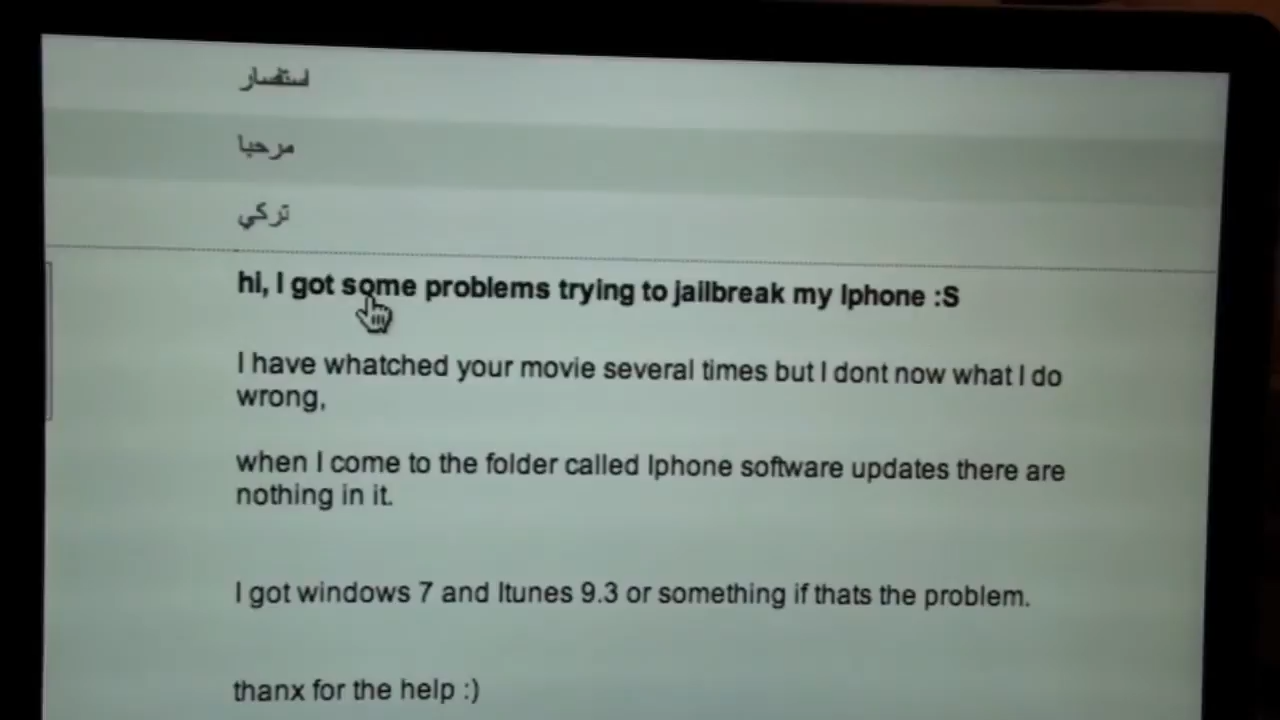 استفسار
مرحبا
تركي
hi, I got some problems trying to jailbreak my Iphone :S
I have whatched your movie several times but I dont now what I do
wrong,
when I come to the folder called Iphone software updates there are
nothing in it.
I got windows 7 and Itunes 9.3 or something if thats the problem.
thanx for the help :)